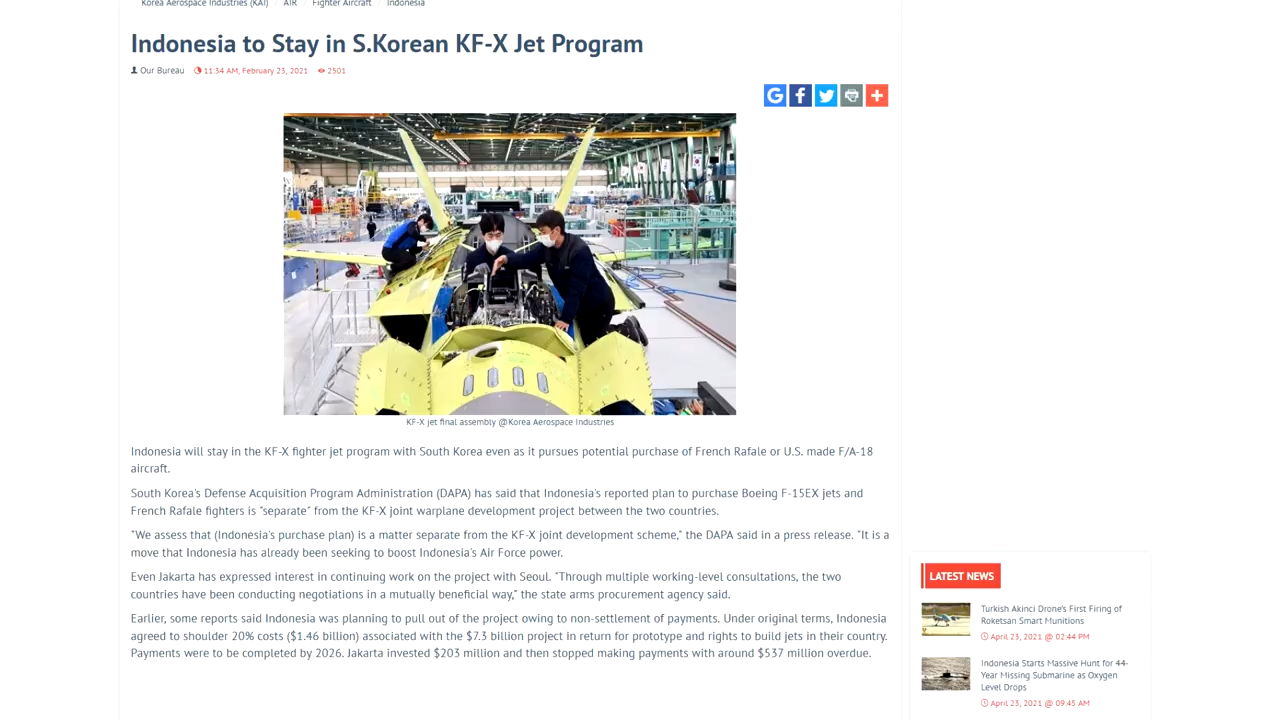 Korea Aerospace Industries (KAI) / AIR / Fighter Aircraft / Indonesia
Indonesia to Stay in S.Korean KF-X Jet Program
Our Bureau 11:34 AM, February 23, 2021 2501
KF-X jet final assembly @Korea Aerospace Industries
Indonesia will stay in the KF-X fighter jet program with South Korea even as it pursues potential purchase of French Rafale or U.S. made F/A-18
aircraft.
South Korea's Defense Acquisition Program Administration (DAPA) has said that Indonesia's reported plan to purchase Boeing F-15EX jets and
French Rafale fighters is "separate" from the KF-X joint warplane development project between the two countries.
"We assess that (Indonesia's purchase plan) is a matter separate from the KF-X joint development scheme," the DAPA said in a press release. "It is a
move that Indonesia has already been seeking to boost Indonesia's Air Force power.
Even Jakarta has expressed interest in continuing work on the project with Seoul. "Through multiple working-level consultations, the two
countries have been conducting negotiations in a mutually beneficial way," the state arms procurement agency said.
Earlier, some reports said Indonesia was planning to pull out of the project owing to non-settlement of payments. Under original terms, Indonesia
agreed to shoulder 20% costs ($1.46 billion) associated with the $7.3 billion project in return for prototype and rights to build jets in their country.
Payments were to be completed by 2026. Jakarta invested $203 million and then stopped making payments with around $537 million overdue.
LATEST NEWS
Turkish Akinci Drone's First Firing of
Roketsan Smart Munitions
April 23, 2021 @ 02:44 PM
Indonesia Starts Massive Hunt for 44-
Year Missing Submarine as Oxygen
Level Drops
April 23, 2021 @ 09:45 AM